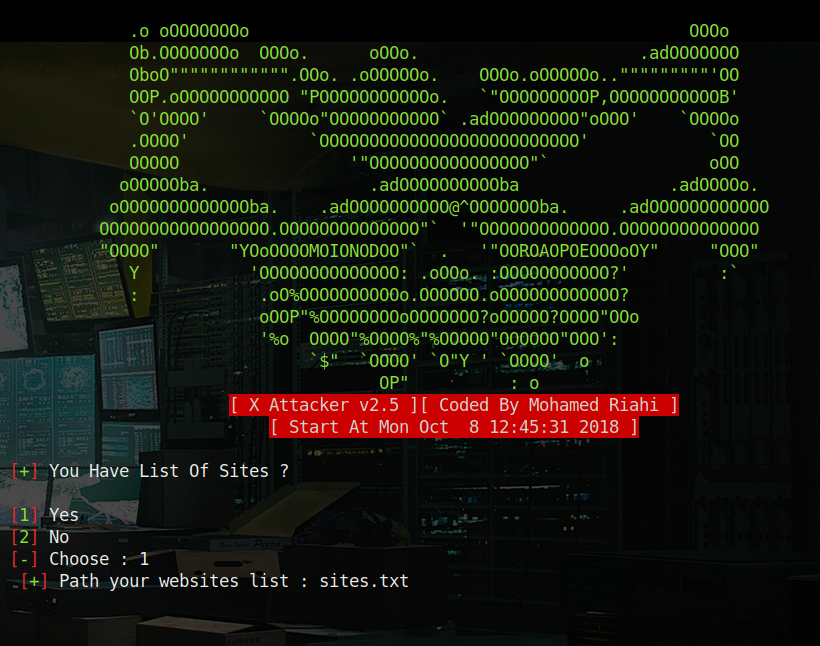 .o oOOOOOOOo                                            OOOo
Ob.OOOOOOOo  OOOo.      oOOo.                      .adOOOOOOO
OboO"""""""""""".OOo. .oOOOOOo.    OOOo.oOOOOOo.."""""""""'OO
OOP.oOOOOOOOOOOO "POOOOOOOOOOOo.   `"OOOOOOOOOP,OOOOOOOOOOOB'
`O'OOOO'     `OOOOo"OOOOOOOOOOO` .adOOOOOOOOO"oOOO'    `OOOOo
.OOOO'            `OOOOOOOOOOOOOOOOOOOOOOOOOO'            `OO
OOOOO                 '"OOOOOOOOOOOOOOOO"`                oOO
oOOOOOba.                .adOOOOOOOOOOba               .adOOOOo.
oOOOOOOOOOOOOOba.    .adOOOOOOOOOO@^OOOOOOOba.     .adOOOOOOOOOOOO
OOOOOOOOOOOOOOOOO.OOOOOOOOOOOOOO"`  '"OOOOOOOOOOOOO.OOOOOOOOOOOOOO
"OOOO"       "YOoOOOOMOIONODOO"`  .   '"OOROAOPOEOOOoOY"     "OOO"
Y           'OOOOOOOOOOOOOO: .oOOo. :OOOOOOOOOOO?'         :`
:            .oO%OOOOOOOOOOo.OOOOOO.oOOOOOOOOOOOO?
oOOP"%OOOOOOOOoOOOOOOO?oOOOOO?OOOO"OOo
'%o  OOOO"%OOOO%"%OOOOO"OOOOOO"OOO':
`$"  `OOOO' `O"Y ' `OOOO'  o
OP"          : o
[ X Attacker v2.5 ][ Coded By Mohamed Riahi ]
[ Start At Mon Oct  8 12:45:31 2018 ]
[+] You Have List Of Sites ?
[1] Yes
[2] No
[-] Choose : 1
[+] Path your websites list : sites.txt